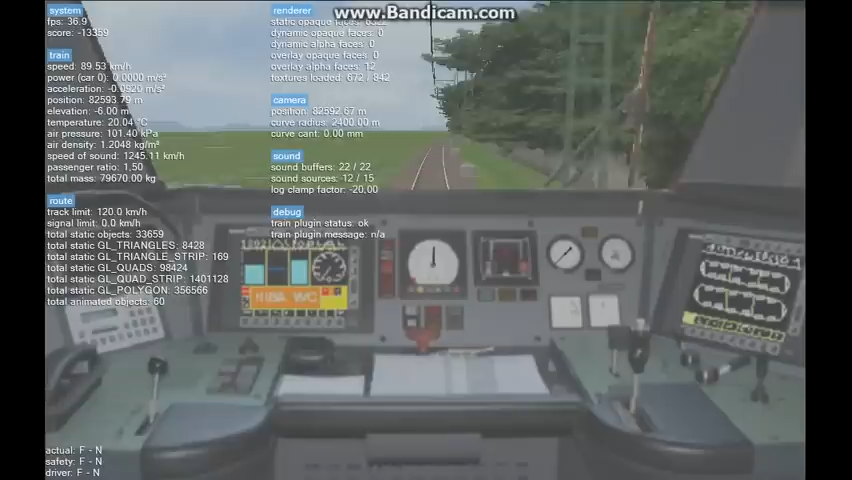 www.Bandicam.com
system
fps: 36.9
score: -13359
train
speed: 89.53 km/h
power (car 0): 0.0000 m/s²
acceleration: -0.0920 m/s²
position: 82593.79 m
elevation: -6.00 m
temperature: 20.04 °C
air pressure: 101.40 kPa
air density: 1.2048 kg/m³
speed of sound: 1245.11 km/h
passenger ratio: 1,50
total mass: 79670.00 kg
route
track limit: 120.0 km/h
signal limit: 0.0 km/h
total static objects: 33659
total static GL_TRIANGLES: 8428
total static GL_TRIANGLE_STRIP: 169
total static GL_QUADS: 98424
total static GL_QUAD_STRIP: 1401128
total static GL_POLYGON: 356566
total animated objects: 60
renderer
static opaque faces:
dynamic opaque faces: 0
dynamic alpha faces: 0
overlay opaque faces: 0
overlay alpha faces: 12
textures loaded: 672 / 842
camera
position: 82592.67 m
curve radius: 2400.00 m
curve cant: 0.00 mm
sound
sound buffers: 22 / 22
sound sources: 12 / 15
log clamp factor: -20,00
debug
train plugin status: ok
train plugin message: n/a
HIBA WC
actual: F - N
safety: F - N
driver: F - N